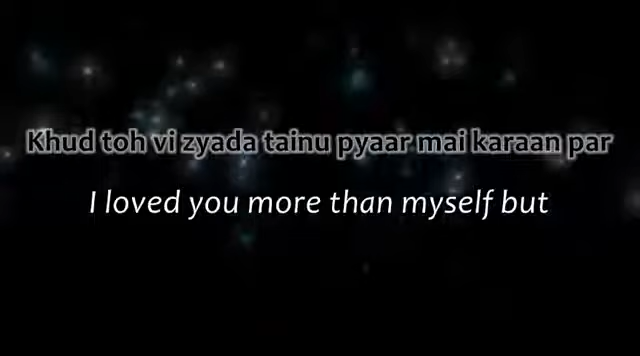 Khud toh vi zyada tainu pyaar mai karaan par
I loved you more than myself but